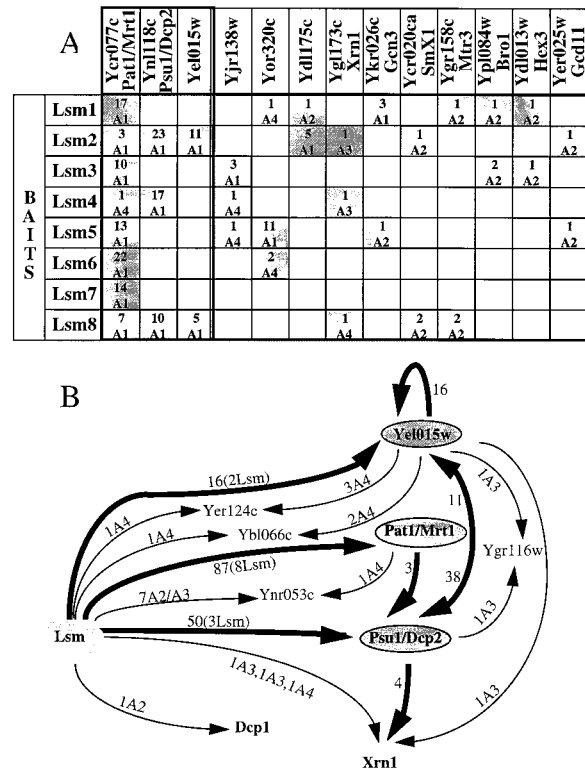 A
Ycr077c Pat1/Mrt1
Ynl118c Psu1/Dcp2
Yel015w
Yjr138w
Yor320c
Ydl175c
Ygl173c Xrn1
Ykr026c Gcn3
Ycr020ca SmX1
Ygr158c Mtr3
Ypl084w Bro1
Ydl013w Hex3
Yer025w Gcd11
BAITS
Lsm1 17 1 1 3 1 1 1
A1 A4 A2 A1 A2 A2 A2
Lsm2 3 23 11 5 1 1 1
A1 A1 A1 A1 A3 A2 A2
Lsm3 10 3 2 1
A1 A1 A2 A2
Lsm4 1 17 1 1
A4 A1 A4 A3
Lsm5 13 1 11 1 1
A1 A4 A1 A2 A2
Lsm6 22 2
A1 A4
Lsm7 14
A1
Lsm8 7 10 5 1 2 2
A1 A1 A1 A4 A2 A2
B
16
Yel015w
16(2Lsm)
3A4
1A3
1A4
Yer124c
11
2A4
1A4
Ybl066c
Pat1/Mrt1
Ygr116w
87(8Lsm)
1A4
3
38
7A2/A3
Ynr053c
1A3
Lsm
50(3Lsm)
Psu1/Dcp2
1A3,1A3,1A4
4
1A3
1A2
Dcp1
Xrn1